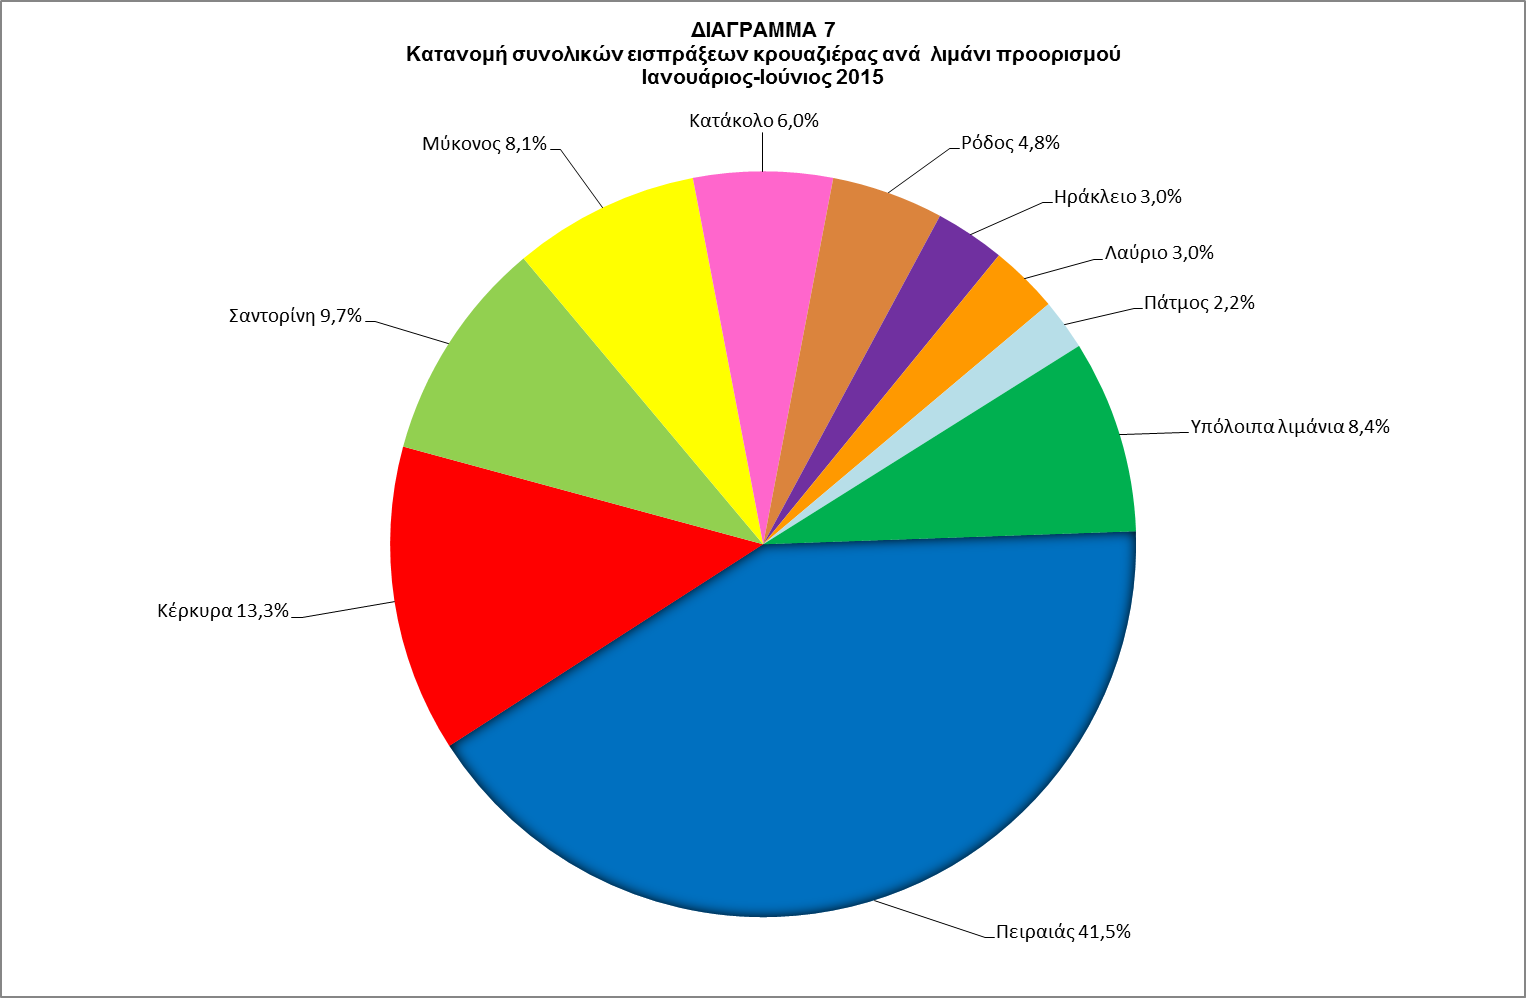 ΔΙΑΓΡΑΜΜΑ 7
Κατανομή συνολικών εισπράξεων κρουαζιέρας ανά λιμάνι προορισμού
Ιανουάριος-Ιούνιος 2015
Κατάκολο 6,0%
Μύκονος 8,1%
Ρόδος 4,8%
Ηράκλειο 3,0%
Λαύριο 3,0%
Πάτμος 2,2%
Σαντορίνη 9,7%
Υπόλοιπα λιμάνια 8,4%
Κέρκυρα 13,3%
Πειραιάς 41,5%